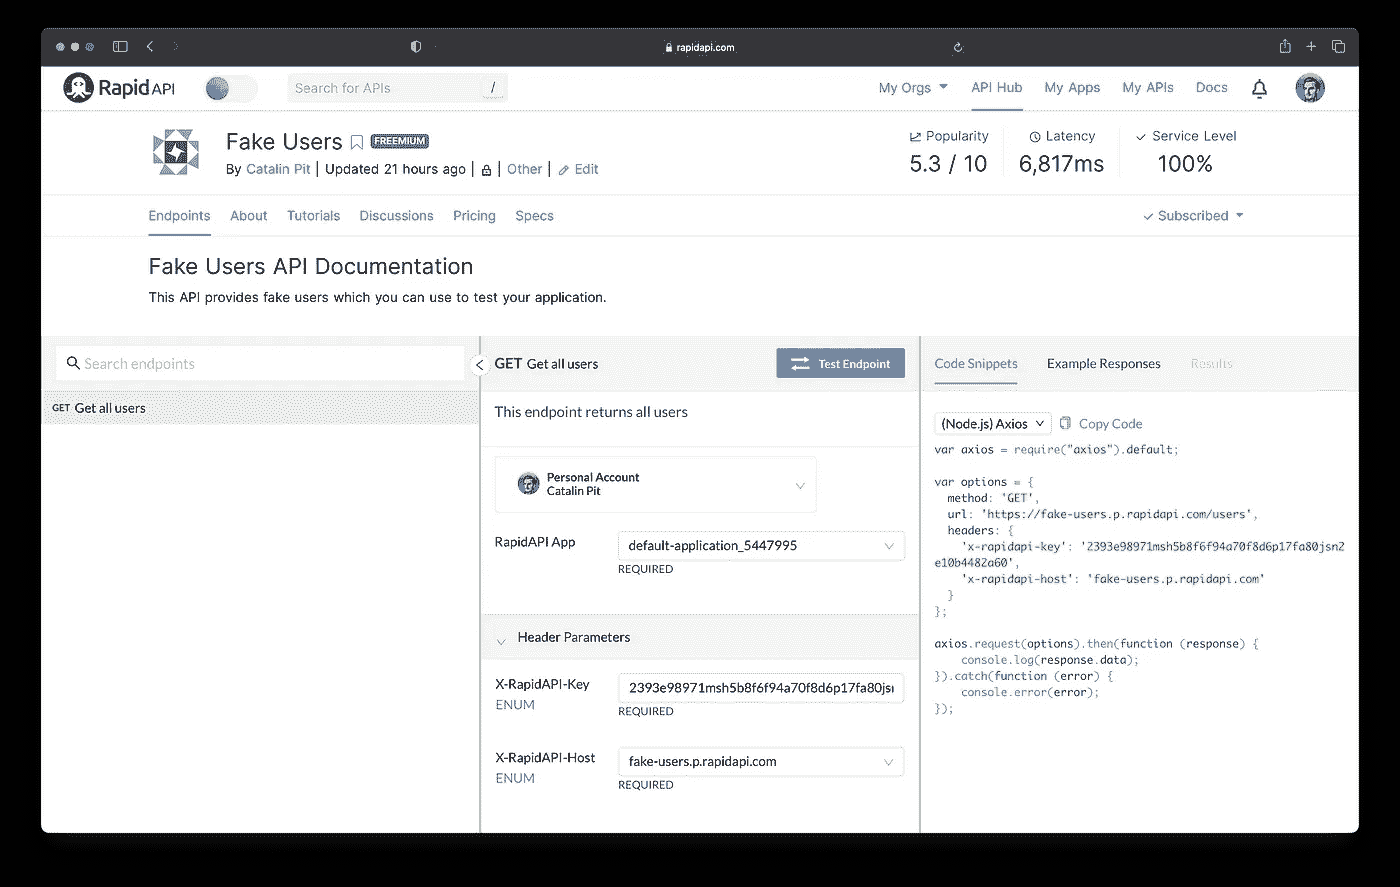 rapidapi.com
Rapid API
Search for APIs /
My Orgs API Hub My Apps My APIs Docs
Fake Users FREEMIUM
By Catalin Pit | Updated 21 hours ago | | Other | Edit
Popularity
5.3 / 10
Latency
6,817ms
Service Level
100%
Endpoints About Tutorials Discussions Pricing Specs
Subscribed
Fake Users API Documentation
This API provides fake users which you can use to test your application.
Search endpoints
GET Get all users
GET Get all users
Test Endpoint
This endpoint returns all users
Personal Account
Catalin Pit
RapidAPI App
default-application_5447995
REQUIRED
Header Parameters
X-RapidAPI-Key
ENUM
2393e98971msh5b8f6f94a70f8d6p17fa80jsn
REQUIRED
X-RapidAPI-Host
ENUM
fake-users.p.rapidapi.com
REQUIRED
Code Snippets Example Responses Results
(Node.js) Axios Copy Code
var axios = require("axios").default;
var options = {
method: 'GET',
url: 'https://fake-users.p.rapidapi.com/users',
headers: {
'x-rapidapi-key': '2393e98971msh5b8f6f94a70f8d6p17fa80jsn2
e10b4482a60',
'x-rapidapi-host': 'fake-users.p.rapidapi.com'
}
};
axios.request(options).then(function (response) {
console.log(response.data);
}).catch(function (error) {
console.error(error);
});